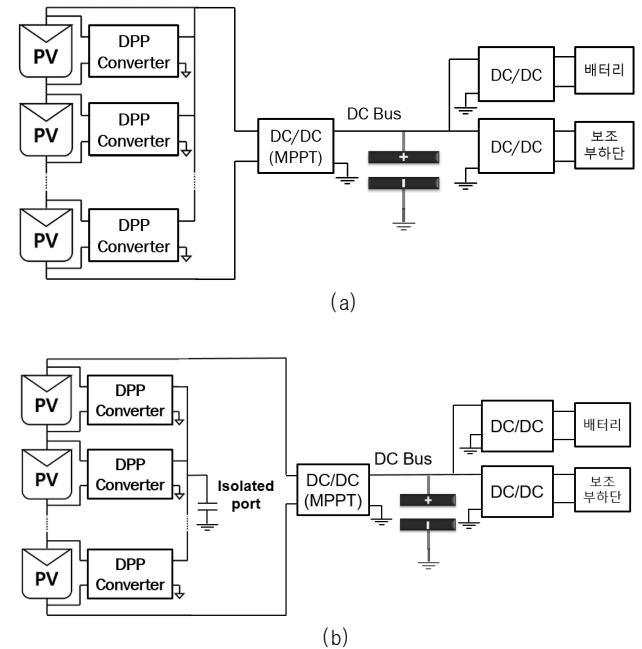 PV
DPP
Converter
PV
DPP
Converter
PV
DPP
Converter
DC/DC
(MPPT)
DC Bus
+
-
DC/DC
배터리
DC/DC
보조
부하단
(a)
PV
DPP
Converter
PV
DPP
Converter
PV
DPP
Converter
Isolated
port
DC/DC
(MPPT)
DC Bus
+
-
DC/DC
배터리
DC/DC
보조
부하단
(b)